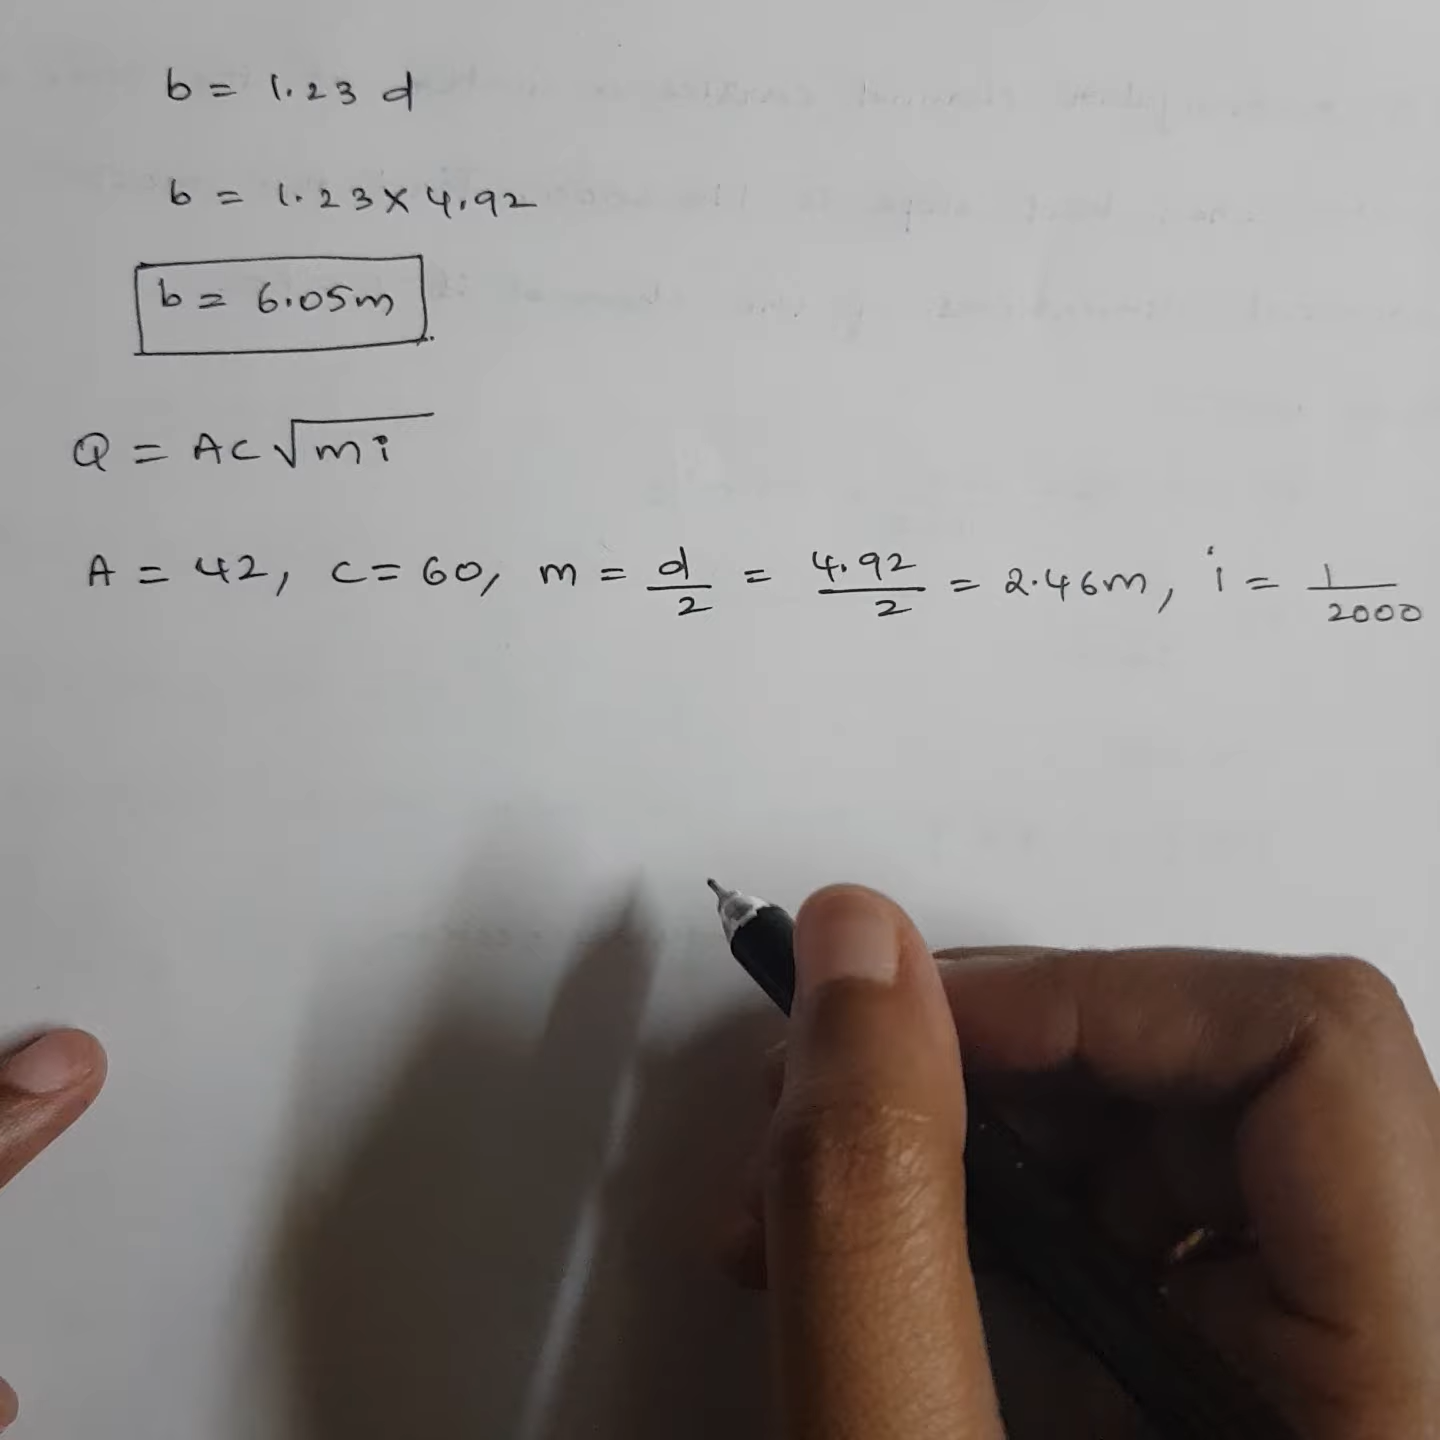 b = 1.23 d
b = 1.23 × 4.92
b = 6.05m
Q = AC √mi
A = 42, C = 60, m = d/2 = 4.92/2 = 2.46m, i = 1/2000